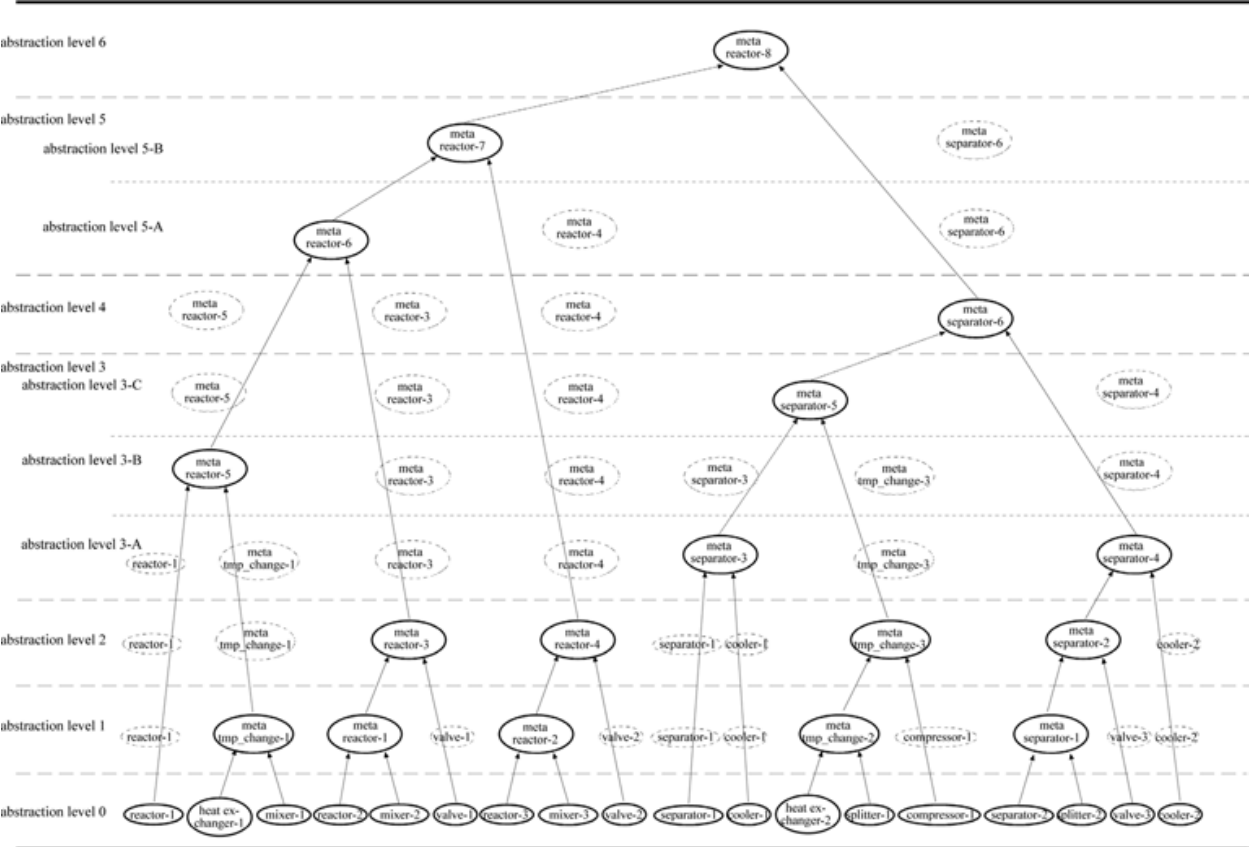 abstraction level 6
meta
reactor-8
abstraction level 5
abstraction level 5-B
meta
reactor-7
meta
separator-6
abstraction level 5-A
meta
reactor-6
meta
reactor-4
meta
separator-6
abstraction level 4
meta
reactor-5
meta
reactor-3
meta
reactor-4
meta
separator-6
abstraction level 3
abstraction level 3-C
meta
reactor-5
meta
reactor-3
meta
reactor-4
meta
separator-5
meta
separator-4
abstraction level 3-B
meta
reactor-5
meta
reactor-3
meta
reactor-4
meta
separator-3
meta
tmp_change-3
meta
separator-4
abstraction level 3-A
reactor-1
meta
tmp_change-1
meta
reactor-3
meta
reactor-4
meta
separator-3
meta
tmp_change-3
meta
separator-4
abstraction level 2
reactor-1
meta
tmp_change-1
meta
reactor-3
meta
reactor-4
separator-1
cooler-1
meta
tmp_change-3
meta
separator-2
cooler-2
abstraction level 1
reactor-1
meta
tmp_change-1
meta
reactor-1
valve-1
meta
reactor-2
valve-2
separator-1
cooler-1
meta
tmp_change-2
compressor-1
meta
separator-1
valve-3
cooler-2
abstraction level 0
reactor-1
heat ex-
changer-1
mixer-1
reactor-2
mixer-2
valve-1
reactor-3
mixer-3
valve-2
separator-1
cooler-1
heat ex-
changer-2
splitter-1
compressor-1
separator-2
splitter-2
valve-3
cooler-2